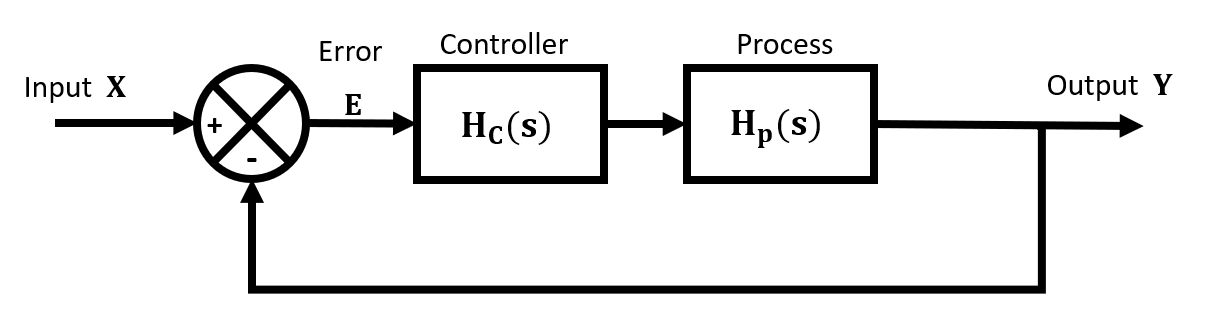 Input X
+
-
Error
E
Controller
H_C(s)
Process
H_p(s)
Output Y